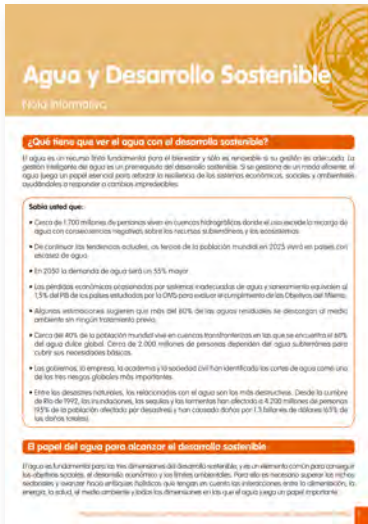 Agua y Desarrollo Sostenible
Nota Informativa
¿Qué tiene que ver el agua con el desarrollo sostenible?
El agua es un recurso finito fundamental para el bienestar y sólo es renovable si su gestión es adecuada. La
gestión inteligente del agua es un prerequisito del desarrollo sostenible. Si se gestiona de un modo eficiente, el
agua juega un papel esencial para reforzar la resiliencia de los sistemas económicos, sociales y ambientales
ayudándoles a responder a cambios impredecibles.
Sabía usted que:
• Cerca de 1.700 millones de personas viven en cuencas hidrográficas donde el uso excede la recarga de
agua con consecuencias negativas sobre los recursos subterráneos, y los ecosistemas.
• De continuar las tendencias actuales, os tercios de la población mundial en 2025 vivirá en países con
escasez de agua.
• En 2050 la demanda de agua será un 55% mayor
• Las pérdidas económicas ocasionadas por sistemas inadecuados de agua y saneamiento equivalen al
1,5% del PIB de los países estudiados por la OMS para evaluar el cumplimiento de los Objetivos del Milenio.
• Algunas estimaciones sugieren que más del 80% de las aguas residuales se descargan al medio
ambiente sin ningún tratamiento previo.
• Cerca del 40% de la población mundial vive en cuencas transfronterizas en las que se encuentra el 60%
del agua dulce global. Cerca de 2.000 millones de personas dependen del agua subterránea para
cubrir sus necesidades básicas.
• Los gobiernos, la empresa, la academia y la sociedad civil han identificado los cortes de agua como uno
de los tres riesgos globales más importantes.
• Entre los desastres naturales, los relacionados con el agua son los más destructivos. Desde la cumbre
de Río de 1992, las inundaciones, las sequías y las tormentas han afectado a 4.200 millones de personas
(95% de la población afectada por desastres) y han causado daños por 1.3 billones de dólares (63% de
los daños totales).
El papel del agua para alcanzar el desarrollo sostenible
El agua es fundamental para las tres dimensiones del desarrollo sostenible, y es un elemento común para conseguir
los objetivos sociales, el desarrollo económico y los límites ambientales. Para ello es necesario superar los nichos
sectoriales y avanzar hacia enfoques holísticos que tengan en cuenta las interacciones entre la alimentación, la
energía, la salud, el medio ambiente y todas las dimensiones en las que el agua juega un papel importante.